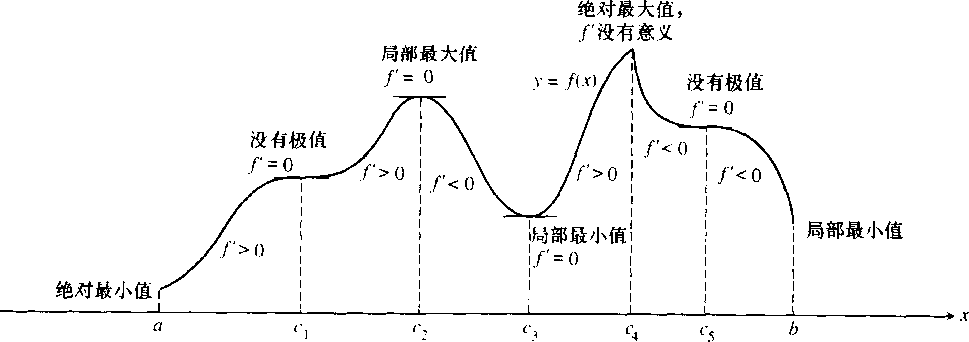 绝对最大值，
f′没有意义
局部最大值
f′= 0
y = f(x)
没有极值
f′= 0
没有极值
f′= 0
f′> 0
f′< 0
f′> 0
f′< 0
f′< 0
f′> 0
局部最小值
f′= 0
局部最小值
绝对最小值
a
c₁
c₂
c₃
c₄
c₅
b
x